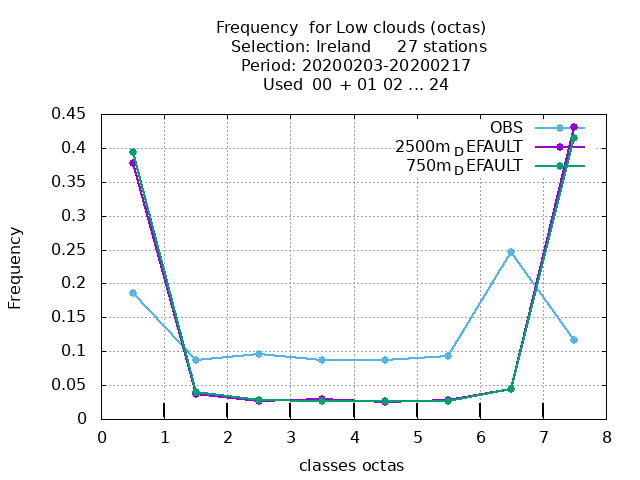 Frequency  for Low clouds (octas)
Selection: Ireland     27 stations
Period: 20200203-20200217
Used  00 + 01 02 ... 24
OBS
2500m_DEFAULT
750m_DEFAULT
0.45
0.4
0.35
0.3
0.25
0.2
0.15
0.1
0.05
0
Frequency
0 1 2 3 4 5 6 7 8
classes octas